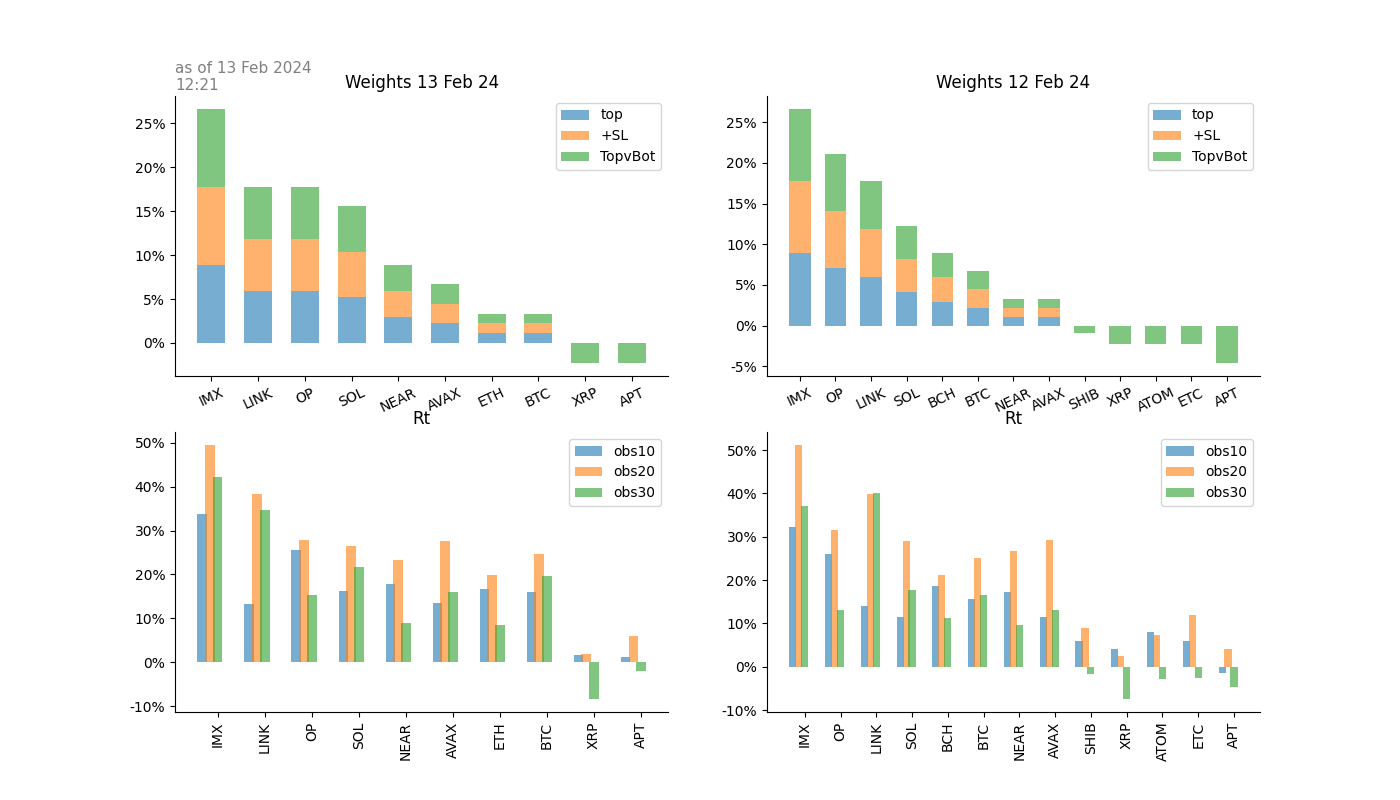 as of 13 Feb 2024
12:21
Weights 13 Feb 24
25%
20%
15%
10%
5%
0%
top
+SL
TopvBot
IMX LINK OP SOL NEAR AVAX ETH BTC XRP APT
Weights 12 Feb 24
25%
20%
15%
10%
5%
0%
-5%
top
+SL
TopvBot
IMX OP LINK SOL BCH BTC NEAR AVAX SHIB XRP ATOM ETC APT
Rt
50%
40%
30%
20%
10%
0%
-10%
obs10
obs20
obs30
IMX LINK OP SOL NEAR AVAX ETH BTC XRP APT
Rt
50%
40%
30%
20%
10%
0%
-10%
obs10
obs20
obs30
IMX OP LINK SOL BCH BTC NEAR AVAX SHIB XRP ATOM ETC APT